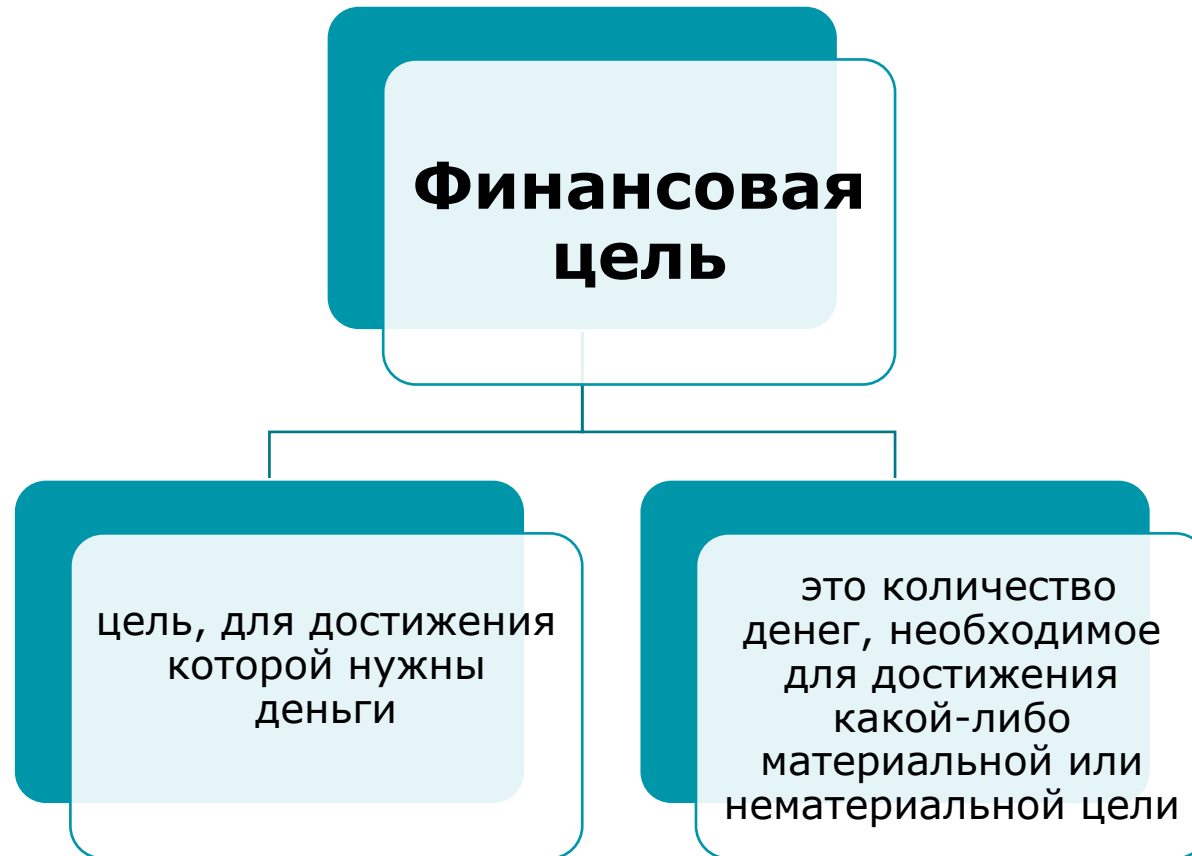 Финансовая
цель
цель, для достижения
которой нужны
деньги
это количество
денег, необходимое
для достижения
какой-либо
материальной или
нематериальной цели